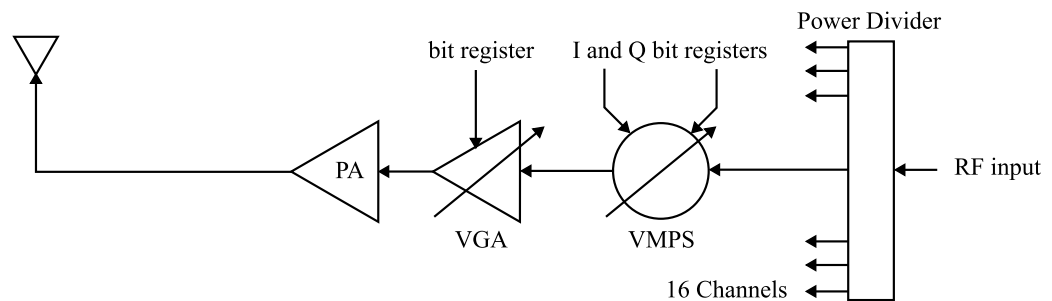 Power Divider
bit register
I and Q bit registers
PA
RF input
VGA
VMPS
16 Channels